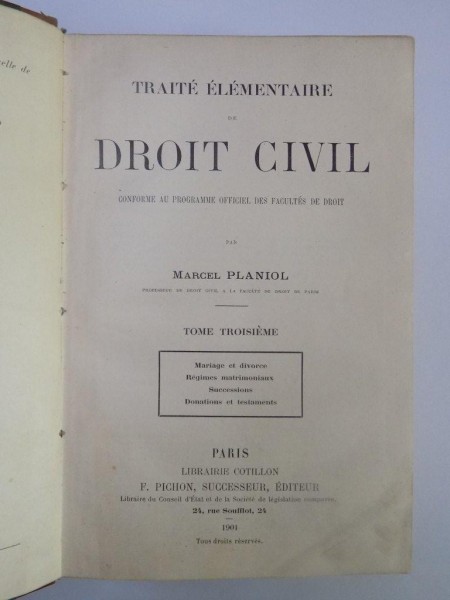 elle de
TRAITÉ ÉLÉMENTAIRE
DE
DROIT CIVIL
CONFORME AU PROGRAMME OFFICIEL DES FACULTÉS DE DROIT
PAR
MARCEL PLANIOL
PROFESSEUR DE DROIT CIVIL A LA FACULTÉ DE DROIT DE PARIS
TOME TROISIÈME
Mariage et divorce
Régimes matrimoniaux
Successions
Donations et testaments
PARIS
LIBRAIRIE COTILLON
F. PICHON, SUCCESSEUR, ÉDITEUR
Libraire du Conseil d'État et de la Société de législation comparée,
24, rue Soufflot, 24
1901
Tous droits réservés.